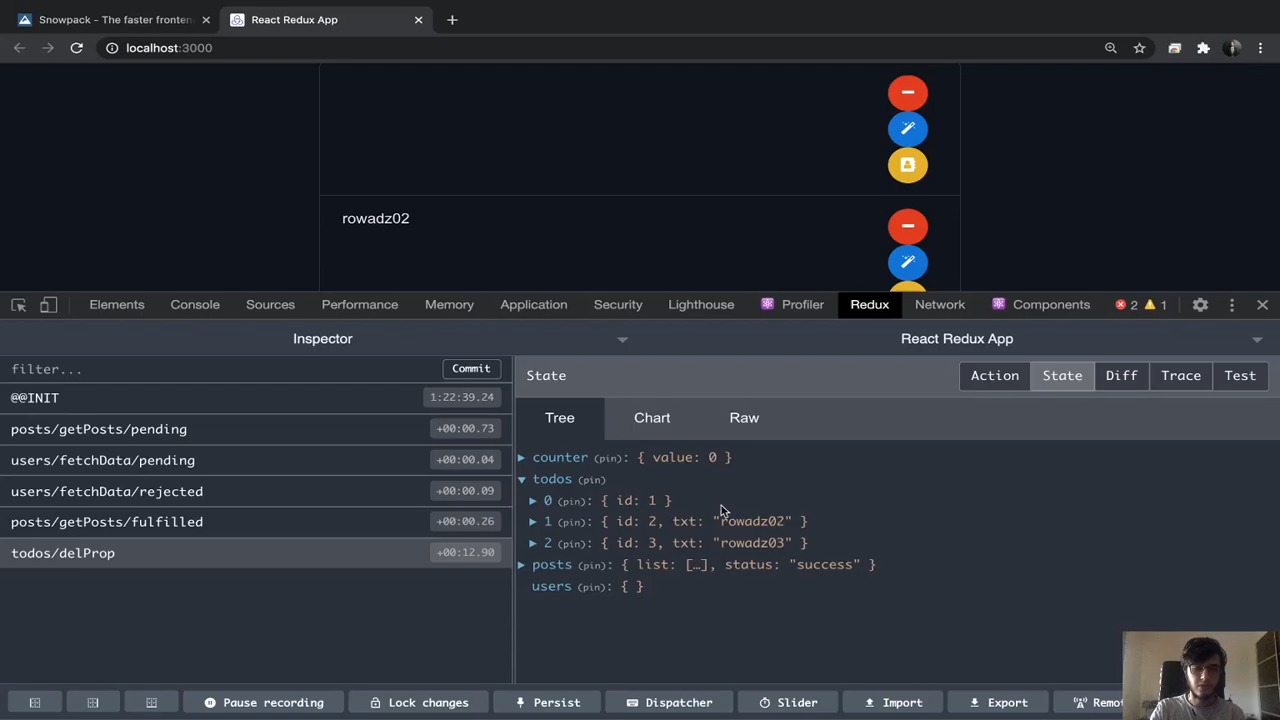 Snowpack - The faster fronten
React Redux App
localhost:3000
rowadz02
Elements Console Sources Performance Memory Application Security Lighthouse Profiler Redux Network Components 2 1
Inspector
React Redux App
filter...
Commit
@@INIT
1:22:39.24
posts/getPosts/pending
+00:00.73
users/fetchData/pending
+00:00.04
users/fetchData/rejected
+00:00.09
posts/getPosts/fulfilled
+00:00.26
todos/delProp
+00:12.90
State
Action State Diff Trace Test
Tree Chart Raw
counter (pin): { value: 0 }
todos (pin)
0 (pin): { id: 1 }
1 (pin): { id: 2, txt: "rowadz02" }
2 (pin): { id: 3, txt: "rowadz03" }
posts (pin): { list: […], status: "success" }
users (pin): { }
Pause recording Lock changes Persist Dispatcher Slider Import Export Remo